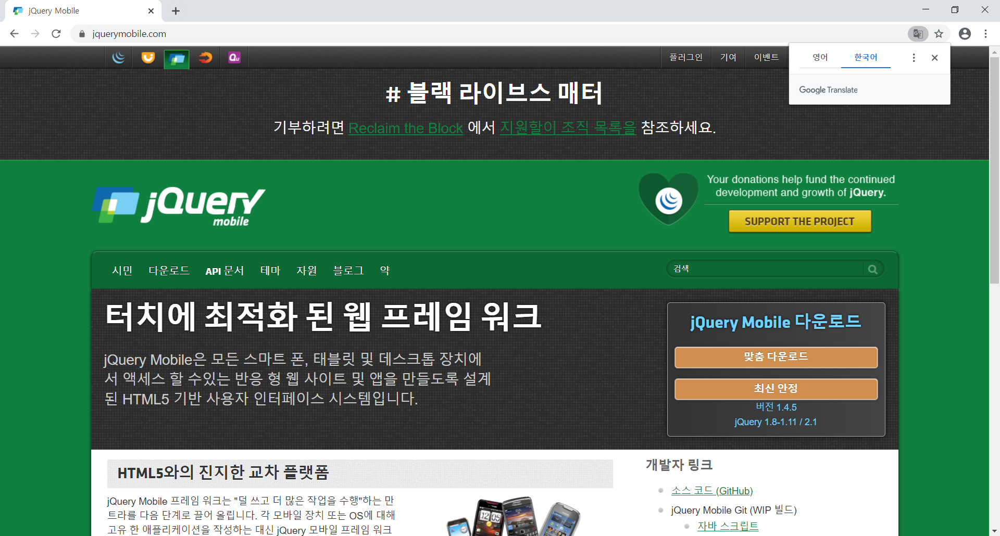 jQuery Mobile
jquerymobile.com
영어 한국어
Google Translate
Qu
플러그인 기여 이벤트
# 블랙 라이브스 매터
기부하려면 Reclaim the Block 에서 지원할이 조직 목록을 참조하세요.
jQuery
mobile
Your donations help fund the continued
development and growth of jQuery.
SUPPORT THE PROJECT
시민 다운로드 API 문서 테마 자원 블로그 약
검색
터치에 최적화 된 웹 프레임 워크
jQuery Mobile은 모든 스마트 폰, 태블릿 및 데스크톱 장치에
서 액세스 할 수있는 반응 형 웹 사이트 및 앱을 만들도록 설계
된 HTML5 기반 사용자 인터페이스 시스템입니다.
jQuery Mobile 다운로드
맞춤 다운로드
최신 안정
버전 1.4.5
jQuery 1.8-1.11 / 2.1
HTML5와의 진지한 교차 플랫폼
jQuery Mobile 프레임 워크는 "덜 쓰고 더 많은 작업을 수행"하는 만
트라를 다음 단계로 끌어 올립니다. 각 모바일 장치 또는 OS에 대해
고유 한 애플리케이션을 작성하는 대신 jQuery 모바일 프레임 워크
12:05
개발자 링크
소스 코드 (GitHub)
jQuery Mobile Git (WIP 빌드)
자바 스크립트